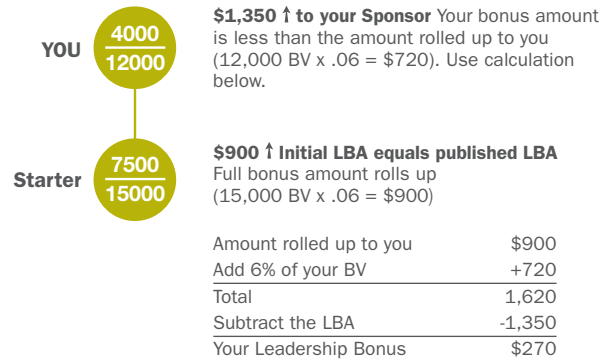 YOU
4000
12000
$1,350 ↑ to your Sponsor Your bonus amount
is less than the amount rolled up to you
(12,000 BV x .06 = $720). Use calculation
below.
Starter
7500
15000
$900 ↑ Initial LBA equals published LBA
Full bonus amount rolls up
(15,000 BV x .06 = $900)
Amount rolled up to you $900
Add 6% of your BV +720
Total 1,620
Subtract the LBA -1,350
Your Leadership Bonus $270